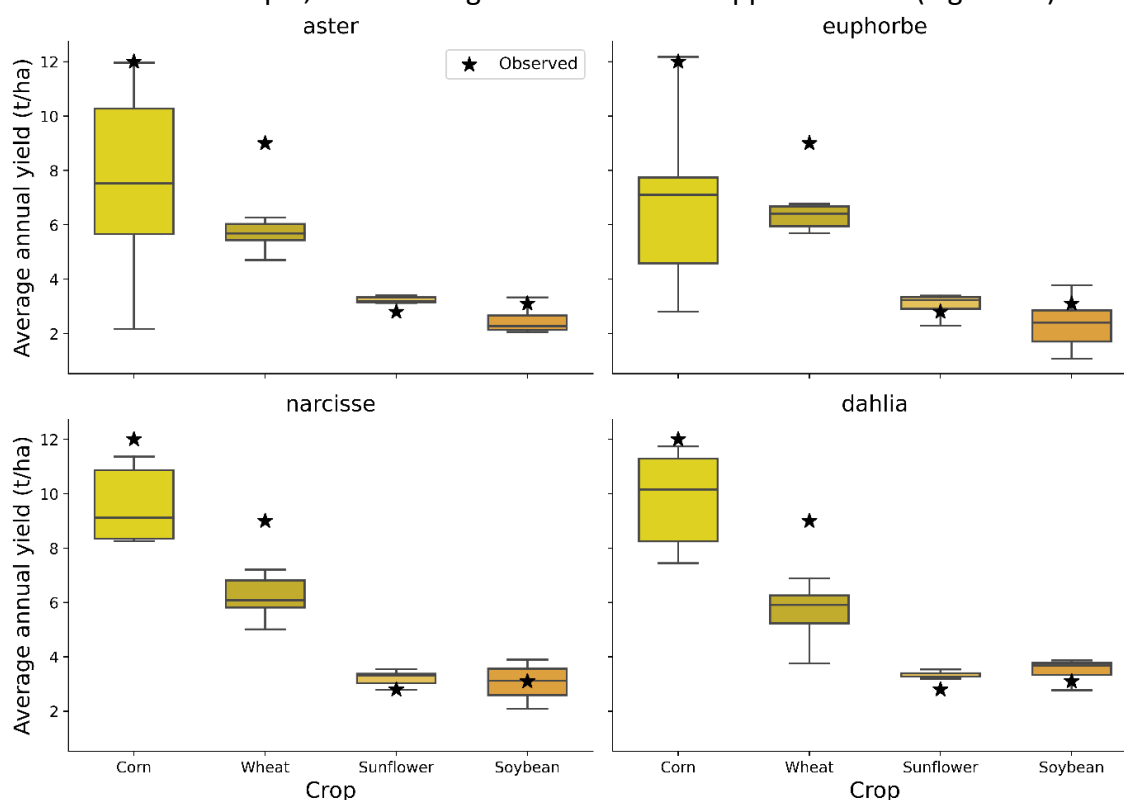 aster
euphorbe
Average annual yield (t/ha)
12
10
8
6
4
2
★ Observed
narcisse
dahlia
Average annual yield (t/ha)
12
10
8
6
4
2
Corn Wheat Sunflower Soybean
Crop
Corn Wheat Sunflower Soybean
Crop